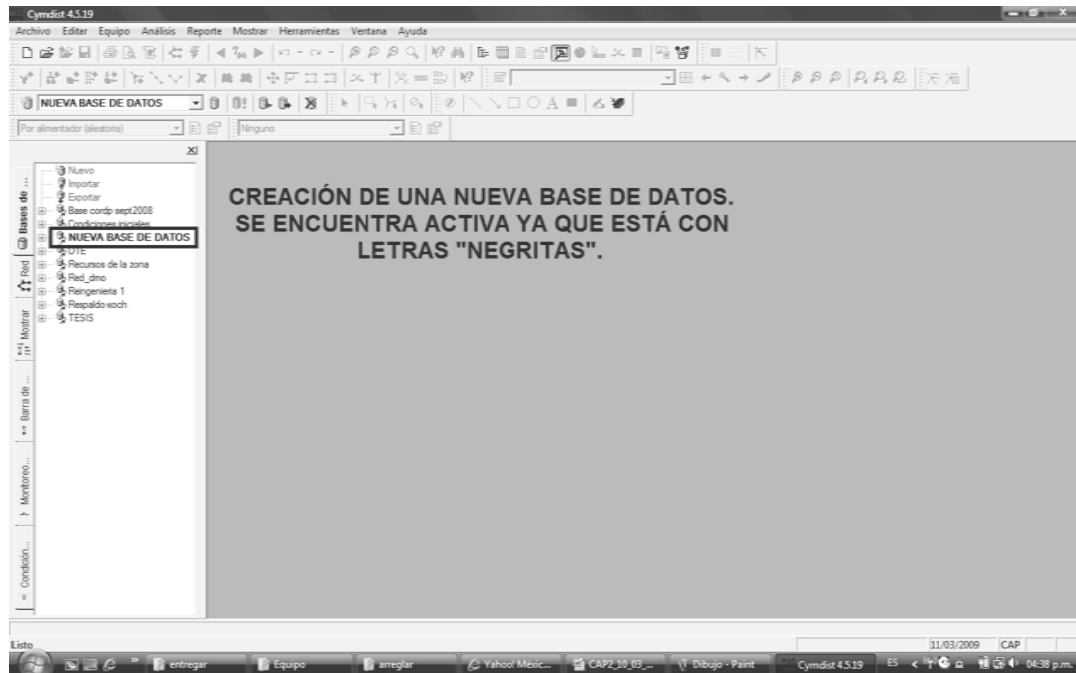 Cymdist 4.5.19
Archivo Editar Equipo Análisis Reporte Mostrar Herramientas Ventana Ayuda
NUEVA BASE DE DATOS
Por alimentador (aleatoria)
Ninguno
Nuevo
Importar
Exportar
Base cordp sept2008
Condiciones iniciales
NUEVA BASE DE DATOS
UTE
Recursos de la zona
Red_dmo
Reingenieria 1
Respaldo xoch
TESIS
Bases de ...
Red
Mostrar
Barra de ...
Monitoreo...
Condición...
CREACIÓN DE UNA NUEVA BASE DE DATOS.
SE ENCUENTRA ACTIVA YA QUE ESTÁ CON
LETRAS "NEGRITAS".
Listo
11/03/2009 CAP
entregar
Equipo
arreglar
Yahoo! Méxic...
CAP2_10_03_...
Dibujo - Paint
Cymdist 4.5.19
ES
04:38 p.m.